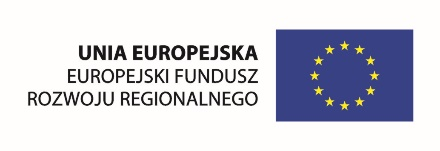 UNIA EUROPEJSKA
EUROPEJSKI FUNDUSZ
ROZWOJU REGIONALNEGO